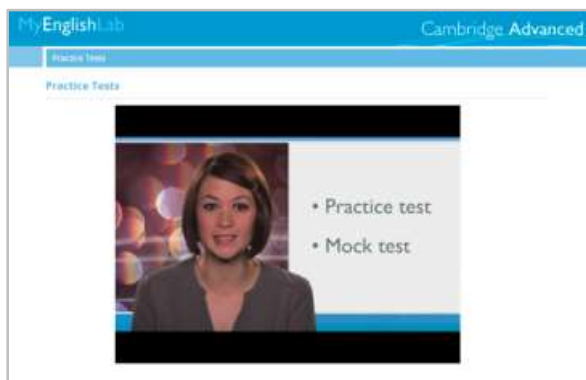 MyEnglishLab
Cambridge Advanced
Practice Tests
Practice Tests
• Practice test
• Mock test